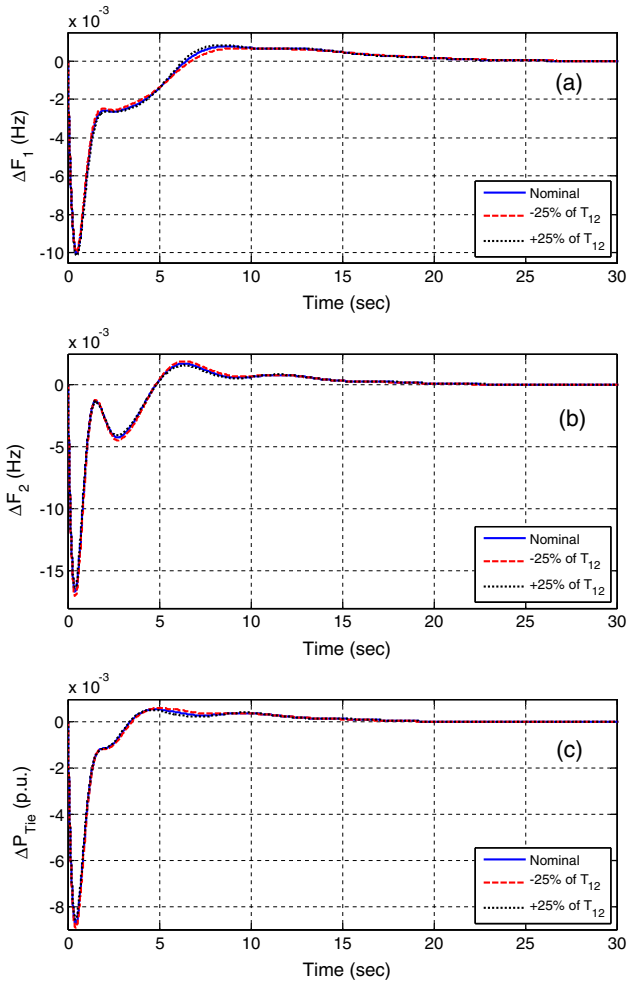 x 10⁻³
0
-2
-4
-6
-8
-10
ΔF₁ (Hz)
(a)
Nominal
-25% of T₁₂
+25% of T₁₂
0 5 10 15 20 25 30
Time (sec)
x 10⁻³
0
-5
-10
-15
ΔF₂ (Hz)
(b)
Nominal
-25% of T₁₂
+25% of T₁₂
0 5 10 15 20 25 30
Time (sec)
x 10⁻³
0
-2
-4
-6
-8
ΔP_Tie (p.u.)
(c)
Nominal
-25% of T₁₂
+25% of T₁₂
0 5 10 15 20 25 30
Time (sec)